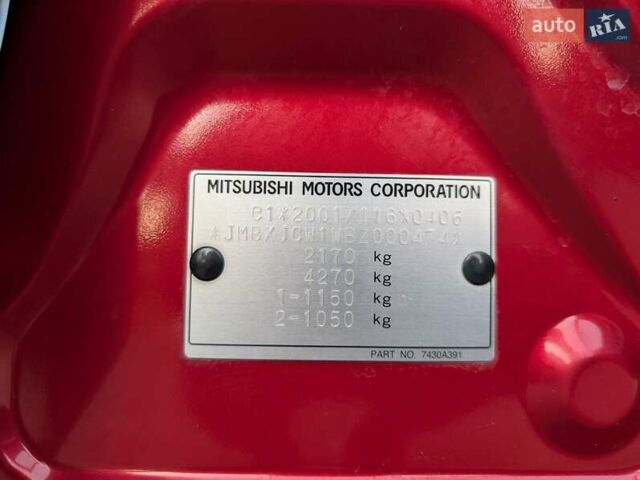 auto RIA
.com
MITSUBISHI MOTORS CORPORATION
e1*2001/116*0406
2170 kg
4270 kg
1-1150 kg
2-1050 kg
PART NO. 7430A391